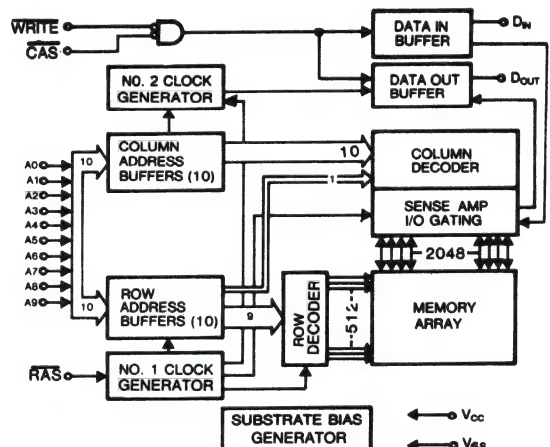 WRITE
CAS
DATA IN
BUFFER
DIN
DATA OUT
BUFFER
DOUT
NO. 2 CLOCK
GENERATOR
COLUMN
ADDRESS
BUFFERS (10)
10
COLUMN
DECODER
1
SENSE AMP
I/O GATING
A0
A1
A2
A3
A4
A5
A6
A7
A8
A9
10
10
2048
ROW
ADDRESS
BUFFERS (10)
9
ROW
DECODER
512
MEMORY
ARRAY
RAS
NO. 1 CLOCK
GENERATOR
SUBSTRATE BIAS
GENERATOR
VCC
VSS